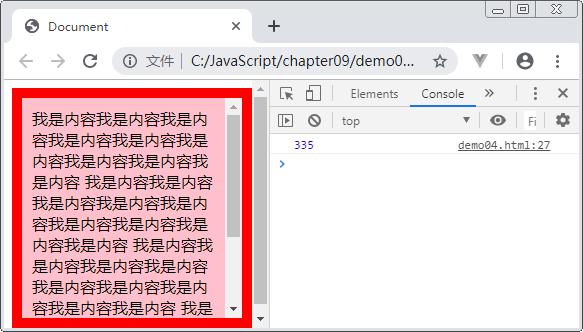 Document
文件 C:/JavaScript/chapter09/demo0...
Elements Console
top Fi
335 demo04.html:27
我是内容我是内容我是内
容我是内容我是内容我是
内容我是内容我是内容我
是内容 我是内容我是内容
我是内容我是内容我是内
容我是内容我是内容我是
内容我是内容 我是内容我
是内容我是内容我是内容
我是内容我是内容我是内
容我是内容我是内容 我是